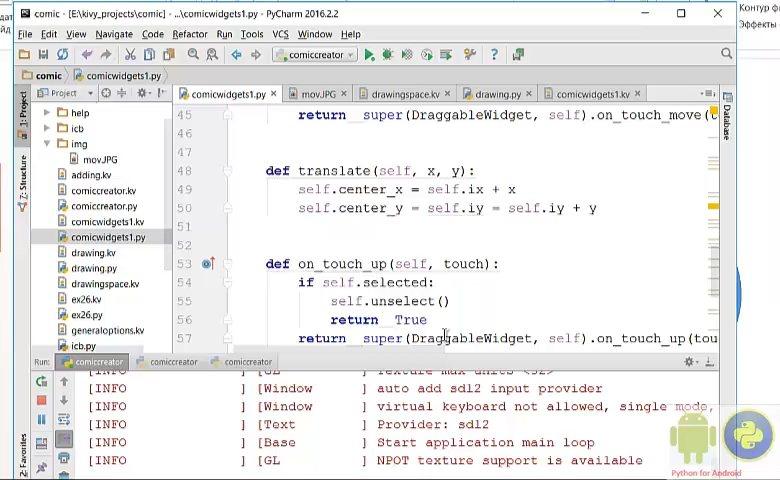 Контур ф
Эффекты
дат
йд
comic - [E:\kivy_projects\comic] - ...\comicwidgets1.py - PyCharm 2016.2.2
File Edit View Navigate Code Refactor Run Tools VCS Window Help
comiccreator
comic comicwidgets1.py
Project
comicwidgets1.py mov.JPG drawingspace.kv drawing.py comicwidgets1.kv
1: Project
7: Structure
2: Favorites
Database
help
icb
img
mov.JPG
adding.kv
comiccreator.kv
comiccreator.py
comicwidgets1.kv
comicwidgets1.py
drawing.kv
drawing.py
drawingspace.kv
ex26.kv
ex26.py
generaloptions.kv
icb.py
45 return super(DraggableWidget, self).on_touch_move(t
46
47
48 def translate(self, x, y):
49 self.center_x = self.ix + x
50 self.center_y = self.iy = self.iy + y
51
52
53 def on_touch_up(self, touch):
54 if self.selected:
55 self.unselect()
56 return True
57 return super(DraggableWidget, self).on_touch_up(tou
Run: comiccreator comiccreator comiccreator
[INFO ] [GL ] Texture max units <32>
[INFO ] [Window ] auto add sdl2 input provider
[INFO ] [Window ] virtual keyboard not allowed, single mode,
[INFO ] [Text ] Provider: sdl2
[INFO ] [Base ] Start application main loop
[INFO ] [GL ] NPOT texture support is available
Python for Android